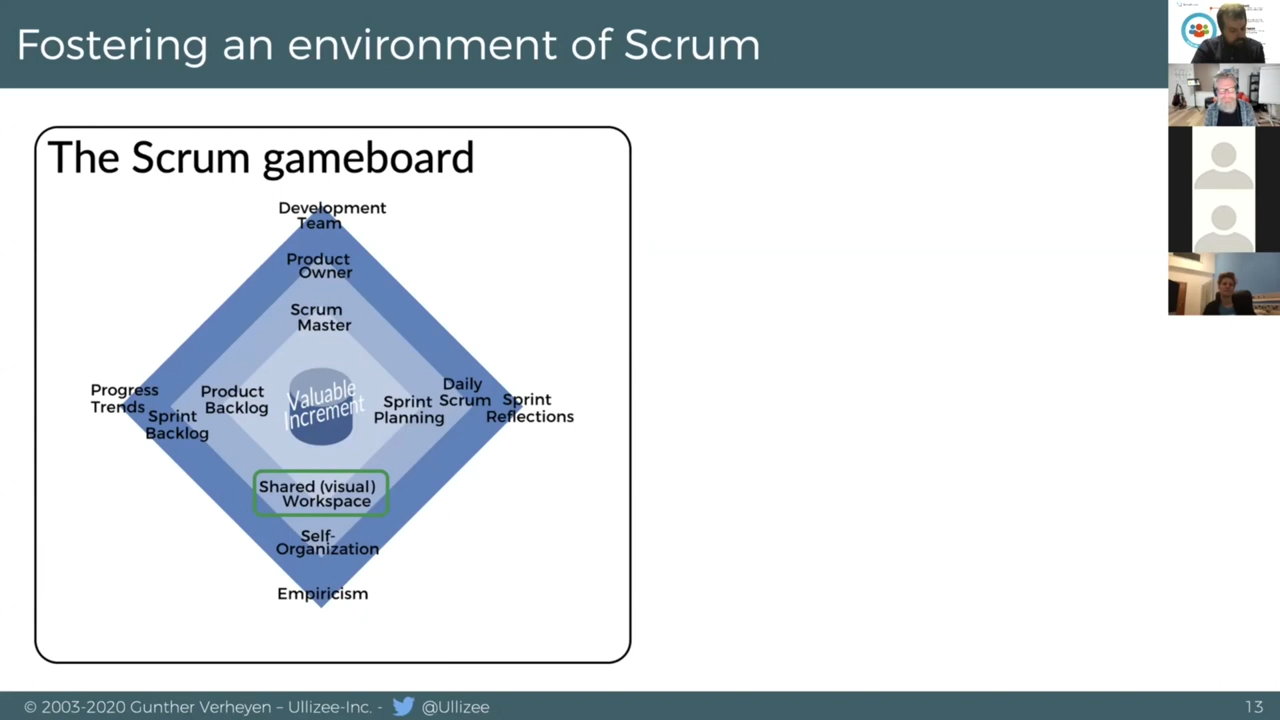 Fostering an environment of Scrum
The Scrum gameboard
Development
Team
Product
Owner
Scrum
Master
Progress
Trends
Sprint
Backlog
Product
Backlog
Valuable
Increment
Sprint
Planning
Daily
Scrum
Sprint
Reflections
Shared (visual)
Workspace
Self-
Organization
Empiricism
© 2003-2020 Gunther Verheyen – Ullizee-Inc. - @Ullizee
13